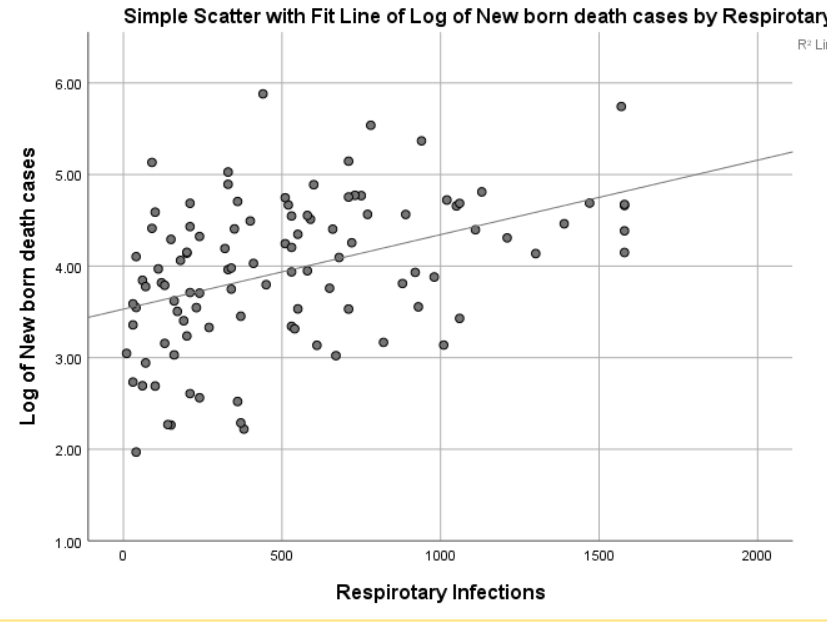 Simple Scatter with Fit Line of Log of New born death cases by Respirotary
R² Li
6.00
5.00
4.00
3.00
2.00
1.00
Log of New born death cases
0 500 1000 1500 2000
Respirotary Infections